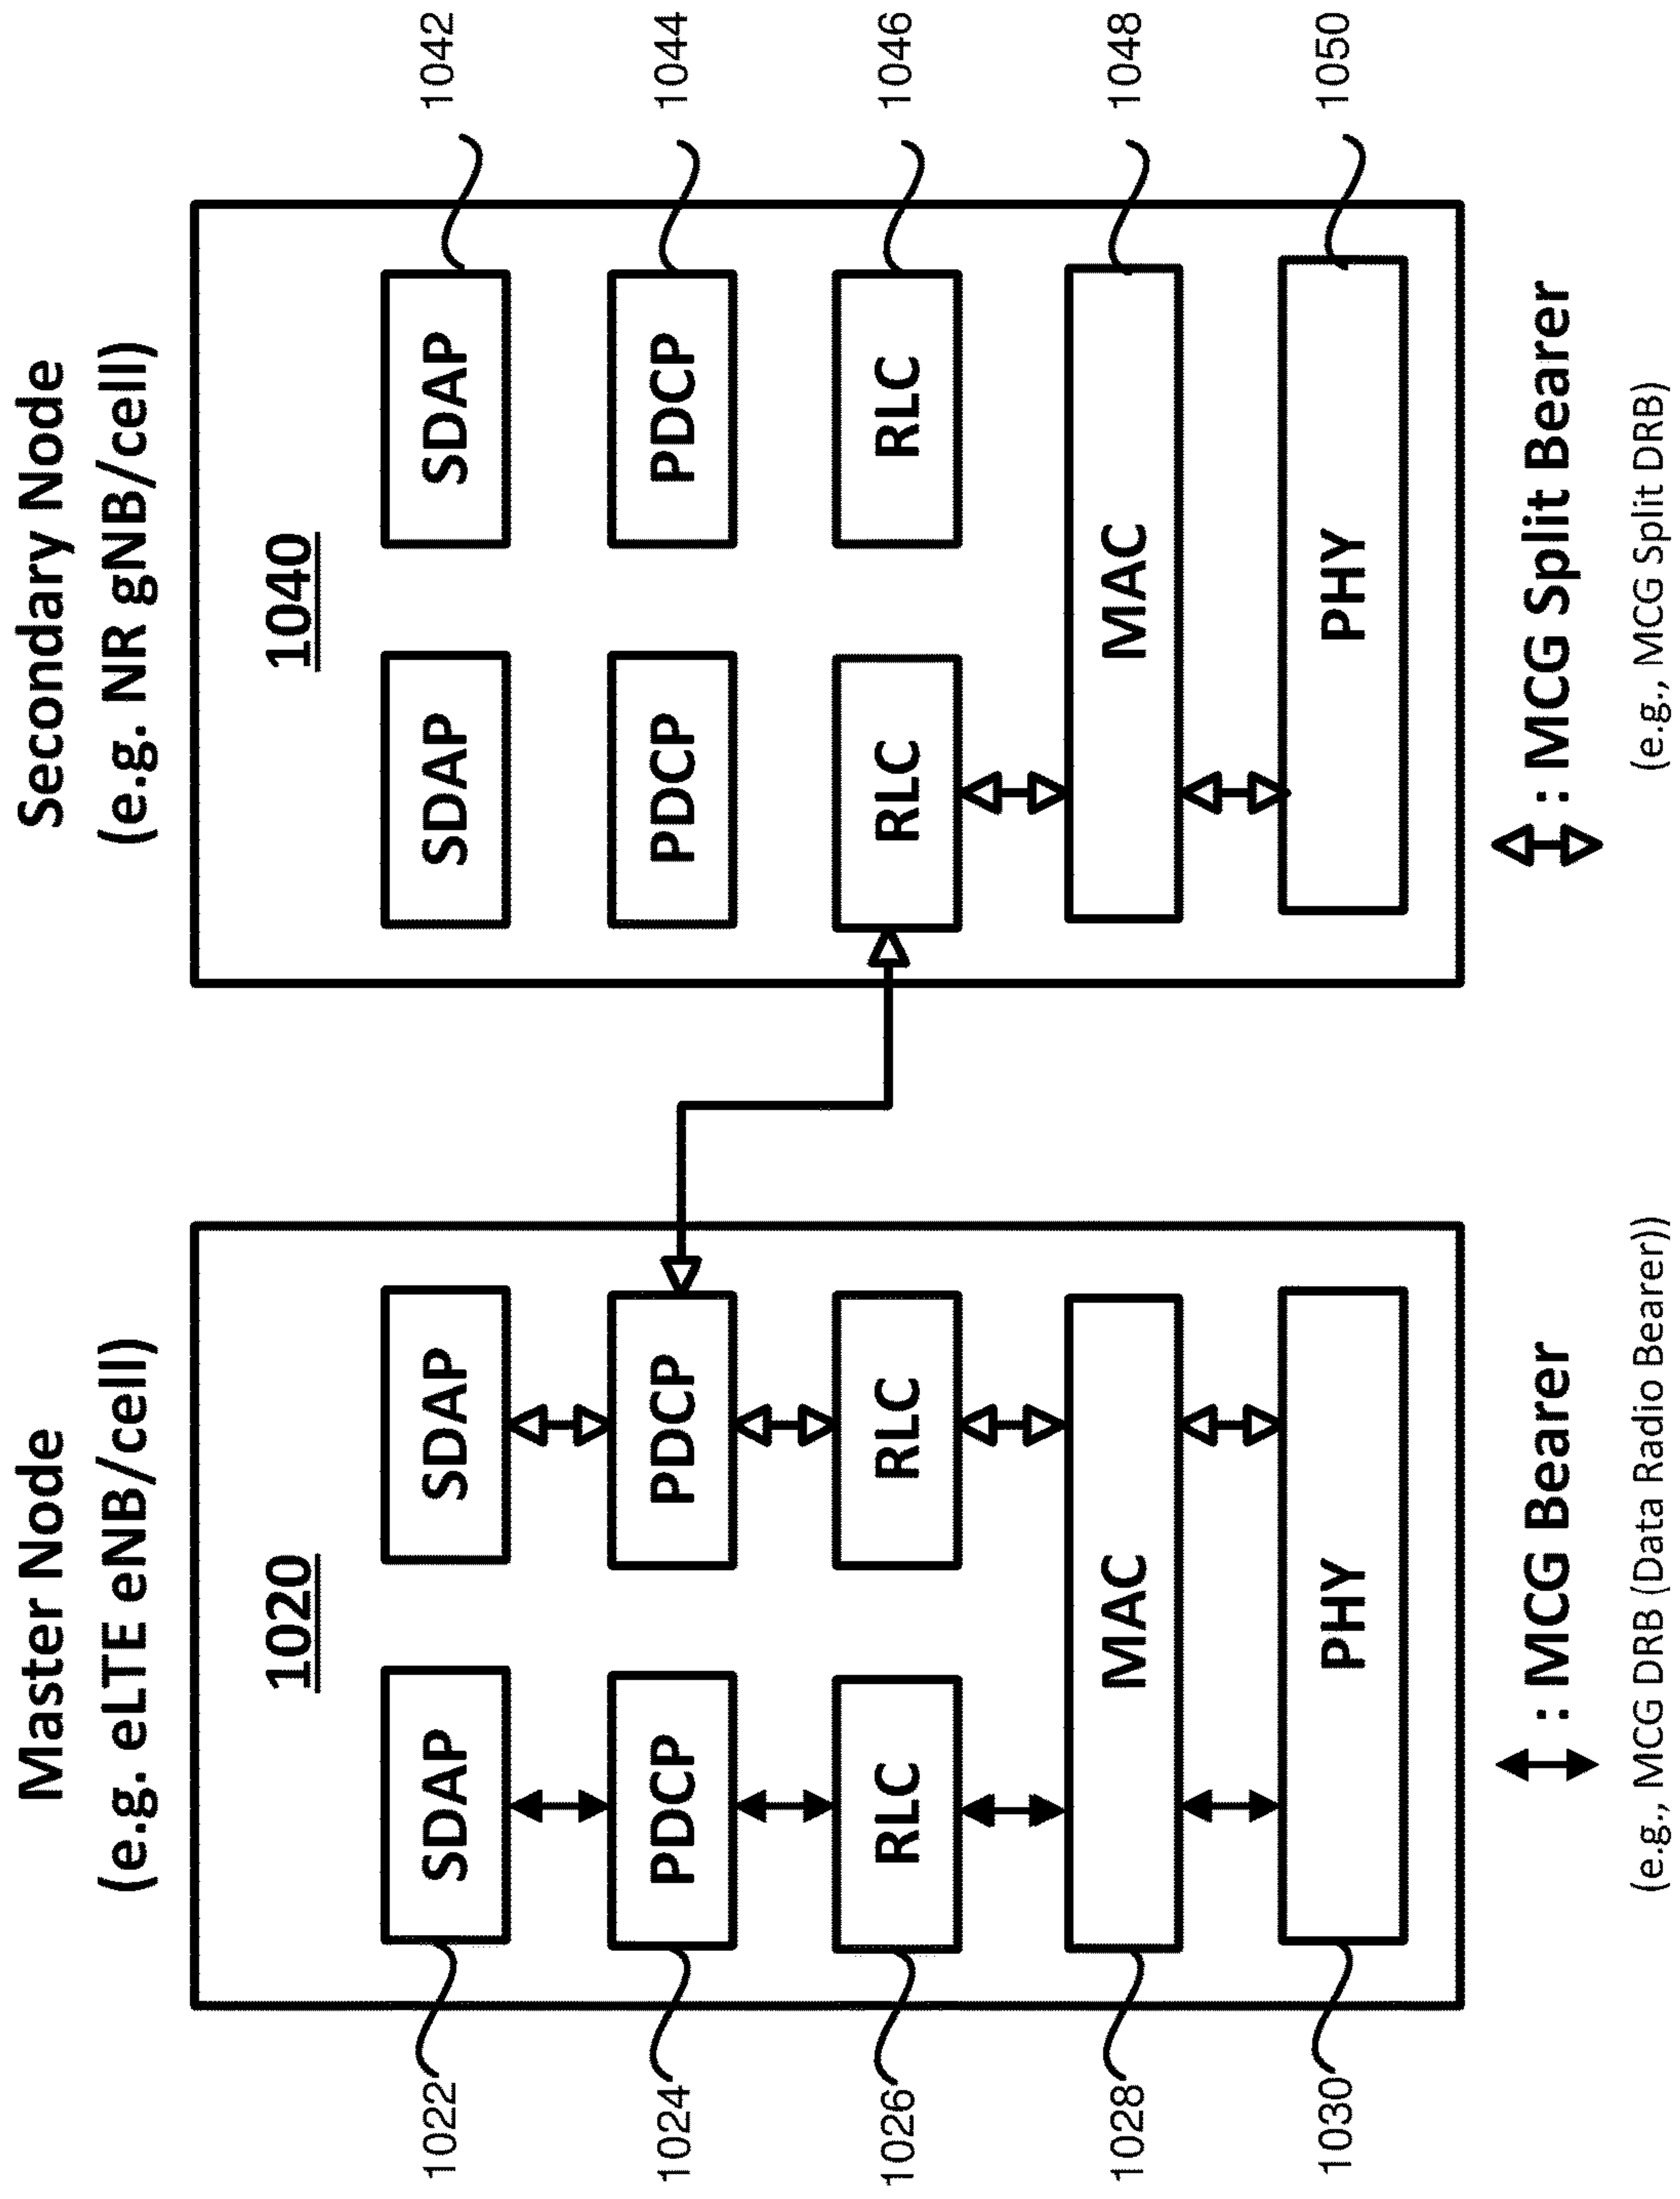 Master Node
(e.g. eLTE eNB/cell)
1020
SDAP
SDAP
1022
PDCP
PDCP
1024
RLC
RLC
1026
MAC
1028
PHY
1030
: MCG Bearer
(e.g., MCG DRB (Data Radio Bearer))
Secondary Node
(e.g. NR gNB/cell)
1040
SDAP
SDAP
1042
PDCP
PDCP
1044
RLC
RLC
1046
MAC
1048
PHY
1050
: MCG Split Bearer
(e.g., MCG Split DRB)